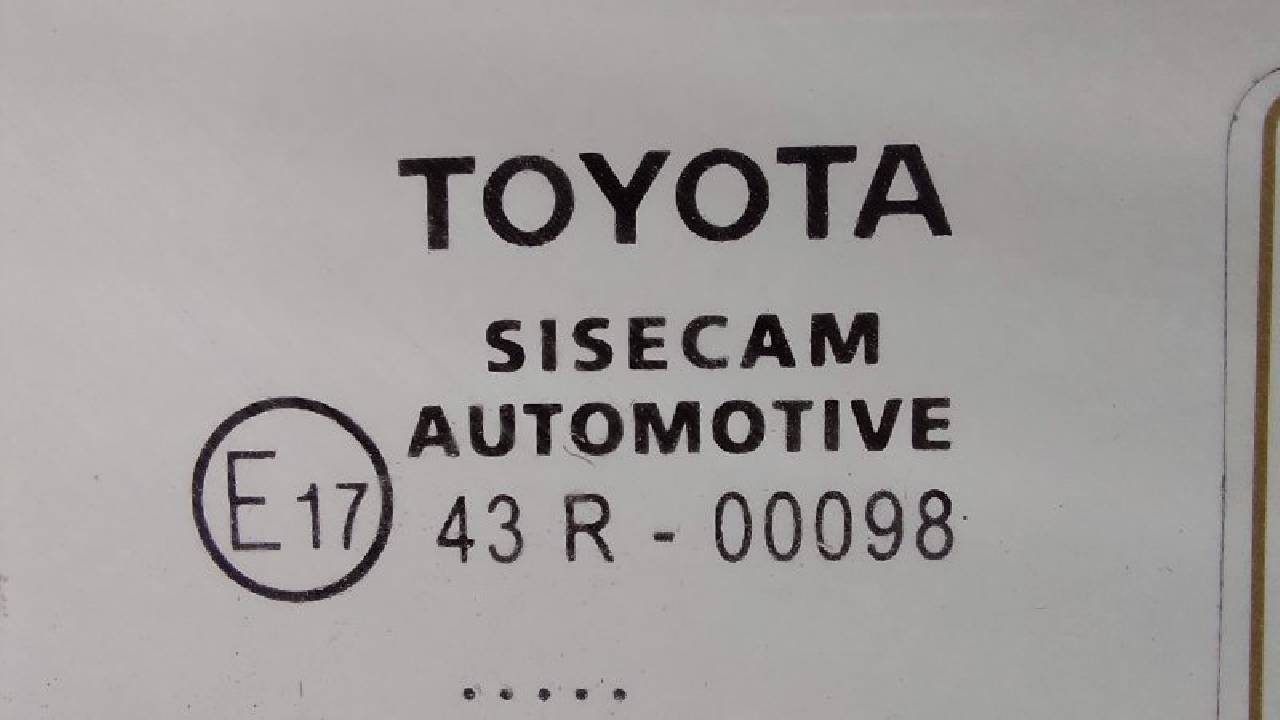 TOYOTA
SISECAM
AUTOMOTIVE
E17 43 R - 00098
.....